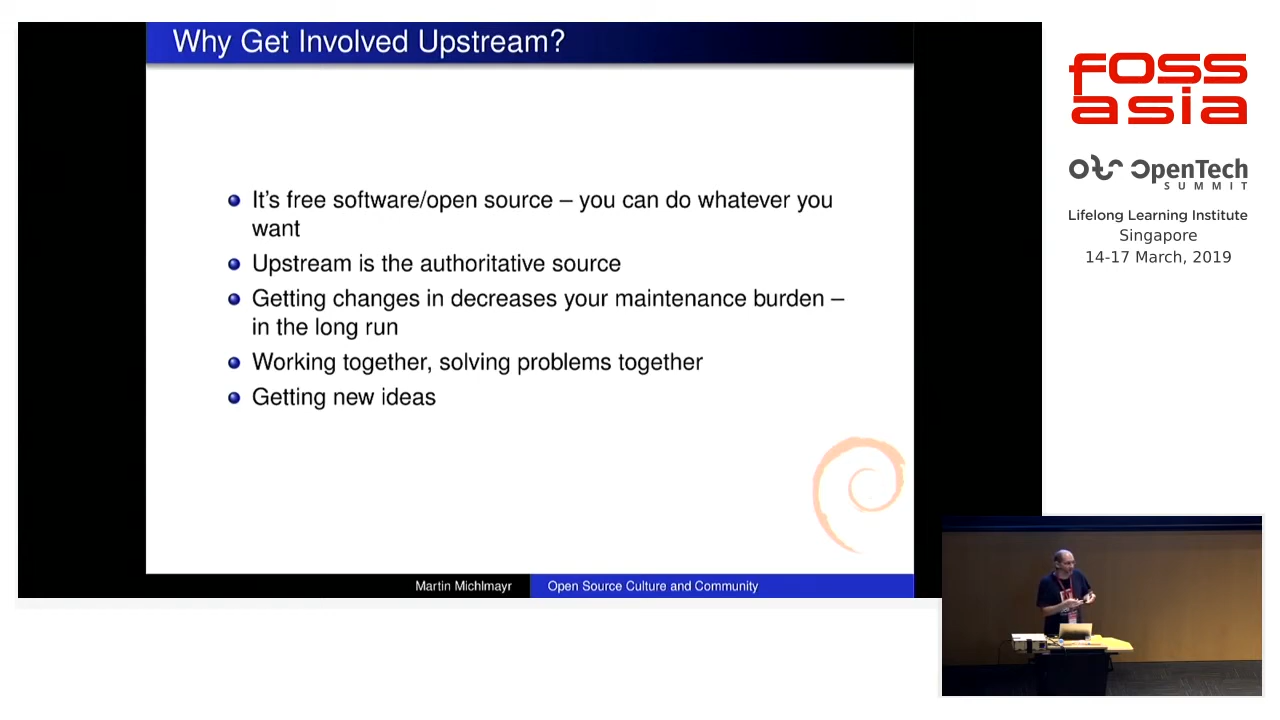 Why Get Involved Upstream?
It's free software/open source – you can do whatever you
want
Upstream is the authoritative source
Getting changes in decreases your maintenance burden –
in the long run
Working together, solving problems together
Getting new ideas
Martin Michlmayr
Open Source Culture and Community
fOSS
asia
OpenTech
SUMMIT
Lifelong Learning Institute
Singapore
14-17 March, 2019